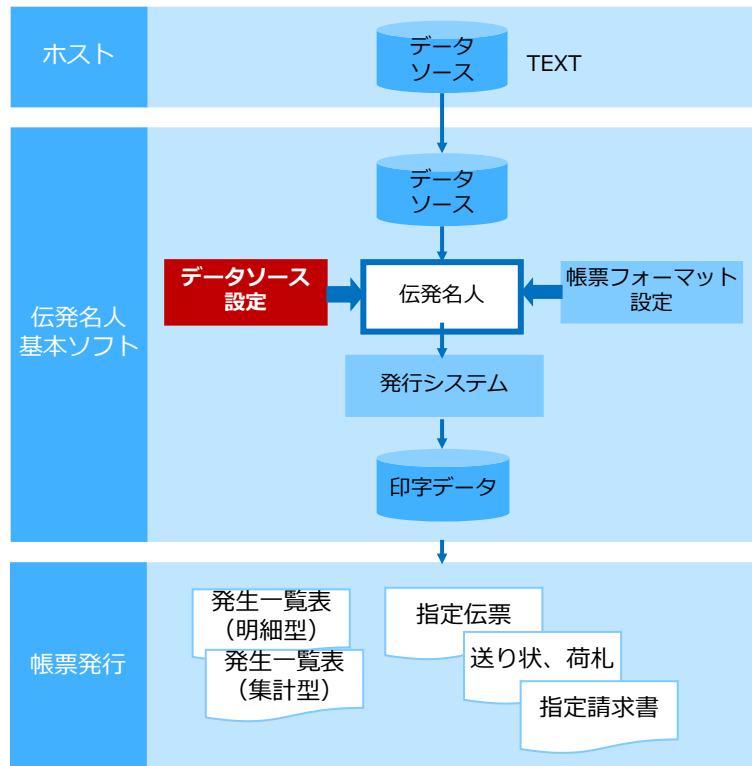 ホスト
データ
ソース
TEXT
伝発名人
基本ソフト
データ
ソース
データソース
設定
伝発名人
帳票フォーマット
設定
発行システム
印字データ
帳票発行
発生一覧表
（明細型）
発生一覧表
（集計型）
指定伝票
送り状、荷札
指定請求書